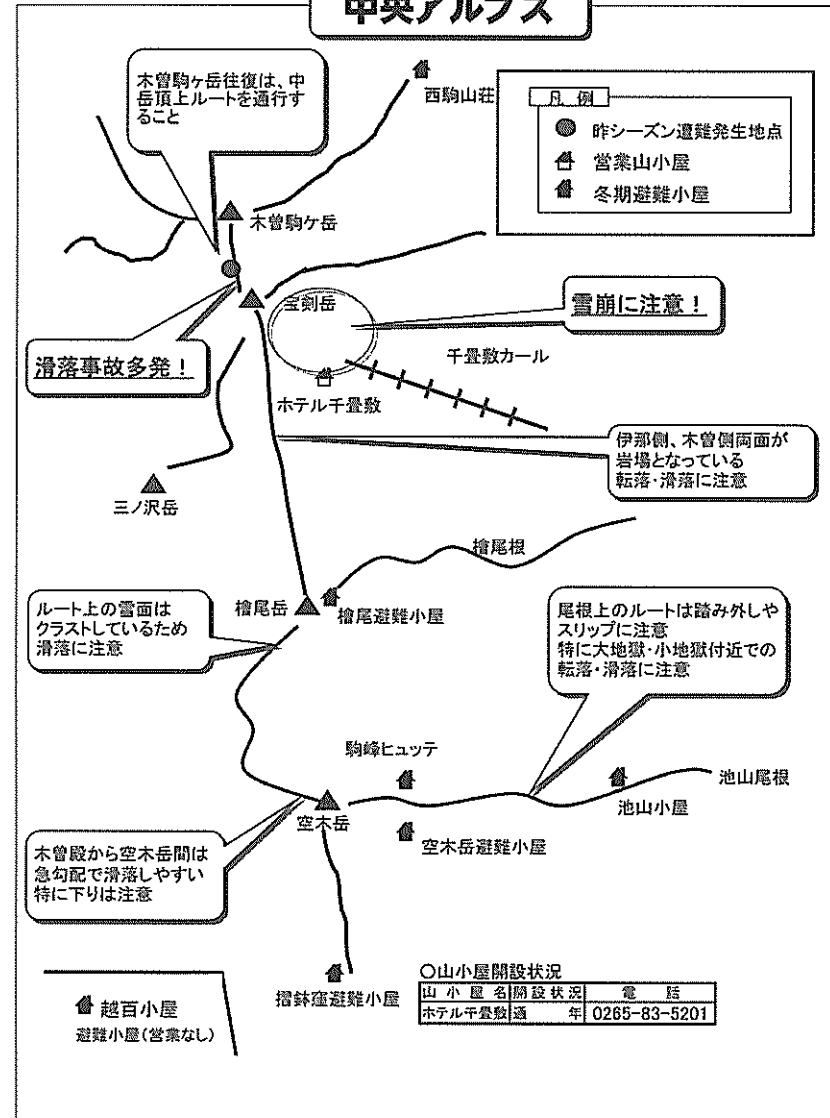 中央アルプス
木曽駒ヶ岳往復は、中
岳頂上ルートを通行す
ること
西駒山荘
凡 例
昨シーズン遭難発生地点
営業山小屋
冬期避難小屋
木曽駒ケ岳
宝剣岳
雪崩に注意！
滑落事故多発！
千畳敷カール
ホテル千畳敷
伊那側、木曽側両面が
岩場となっている
転落・滑落に注意
三ノ沢岳
檜尾根
ルート上の雪面は
クラストしているため
滑落に注意
檜尾岳
檜尾避難小屋
尾根上のルートは踏み外しや
スリップに注意
特に大地獄・小地獄付近での
転落・滑落に注意
駒峰ヒュッテ
池山尾根
池山小屋
空木岳
空木岳避難小屋
木曽殿から空木岳間は
急勾配で滑落しやすい
特に下りは注意
摺鉢窪避難小屋
越百小屋
避難小屋(営業なし)
○山小屋開設状況
山 小 屋 名 開設状況 電 話
ホテル千畳敷 通 年 0265-83-5201